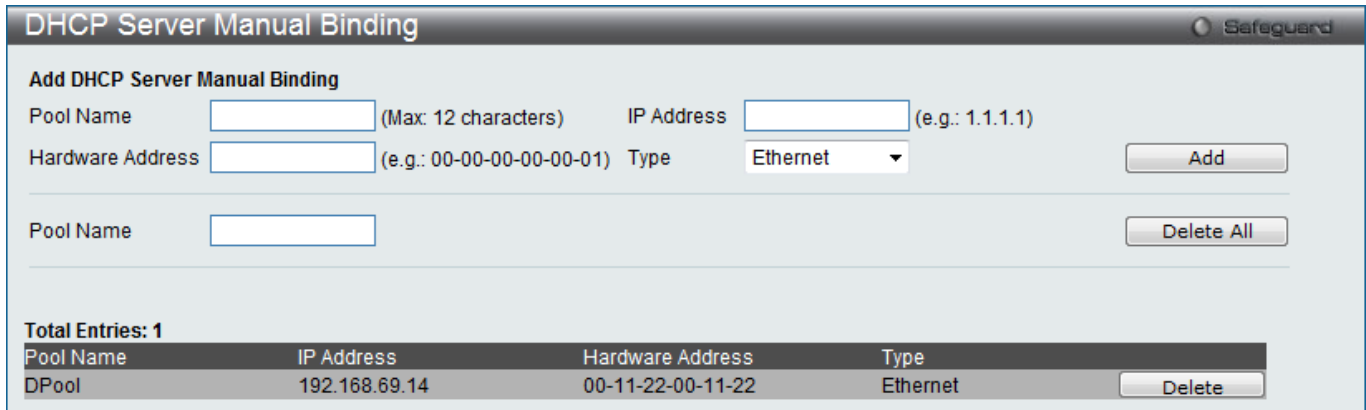 DHCP Server Manual Binding Safeguard
Add DHCP Server Manual Binding
Pool Name (Max: 12 characters) IP Address (e.g.: 1.1.1.1)
Hardware Address (e.g.: 00-00-00-00-00-01) Type Ethernet Add
Pool Name Delete All
Total Entries: 1
Pool Name IP Address Hardware Address Type
DPool 192.168.69.14 00-11-22-00-11-22 Ethernet Delete